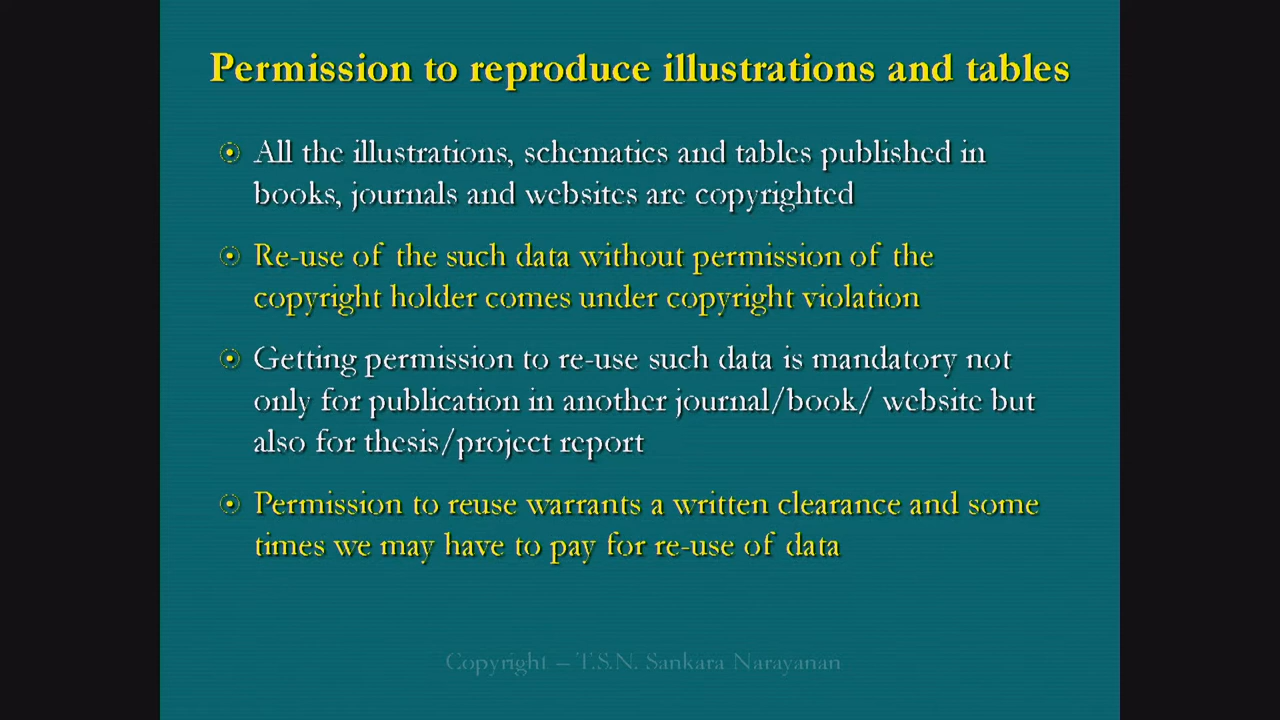 Permission to reproduce illustrations and tables
All the illustrations, schematics and tables published in
books, journals and websites are copyrighted
Re-use of the such data without permission of the
copyright holder comes under copyright violation
Getting permission to re-use such data is mandatory not
only for publication in another journal/book/ website but
also for thesis/project report
Permission to reuse warrants a written clearance and some
times we may have to pay for re-use of data
Copyright – T.S.N. Sankara Narayanan